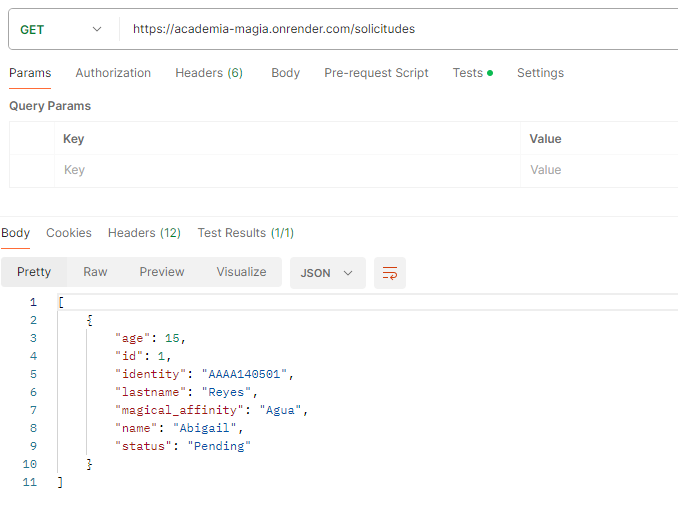 GET https://academia-magia.onrender.com/solicitudes
Params Authorization Headers (6) Body Pre-request Script Tests Settings
Query Params
Key Value
Key Value
Body Cookies Headers (12) Test Results (1/1)
Pretty Raw Preview Visualize JSON
1 [
2 {
3 "age": 15,
4 "id": 1,
5 "identity": "AAAA140501",
6 "lastname": "Reyes",
7 "magical_affinity": "Agua",
8 "name": "Abigail",
9 "status": "Pending"
10 }
11 ]